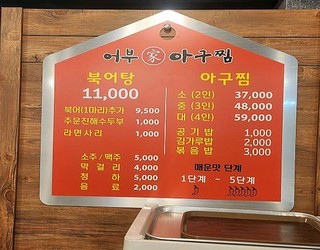 어부 家 아구찜
북어탕
11,000
북어(1마리)추가 9,500
주문진해수두부 1,000
라면사리 1,000
소주/맥주 5,000
막걸리 4,000
청하 5,000
음료 2,000
아구찜
소 (2인) 37,000
중 (3인) 48,000
대 (4인) 59,000
공기밥 1,000
김가루밥 2,000
볶음밥 3,000
매운맛 단계
1단계 ~ 5단계